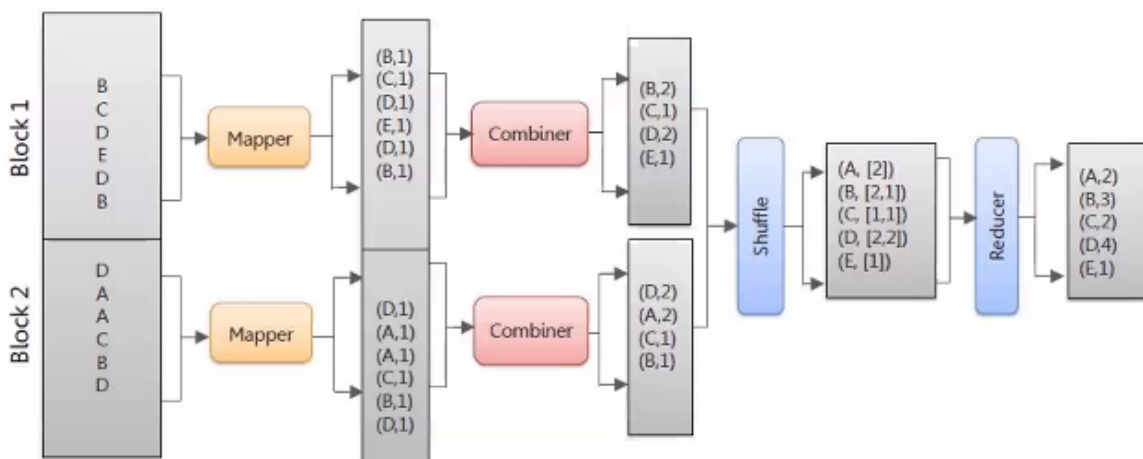 Block 1
B
C
D
E
D
B
Mapper
(B,1)
(C,1)
(D,1)
(E,1)
(D,1)
(B,1)
Combiner
(B,2)
(C,1)
(D,2)
(E,1)
Block 2
D
A
A
C
B
D
Mapper
(D,1)
(A,1)
(A,1)
(C,1)
(B,1)
(D,1)
Combiner
(D,2)
(A,2)
(C,1)
(B,1)
Shuffle
(A, [2])
(B, [2,1])
(C, [1,1])
(D, [2,2])
(E, [1])
Reducer
(A,2)
(B,3)
(C,2)
(D,4)
(E,1)